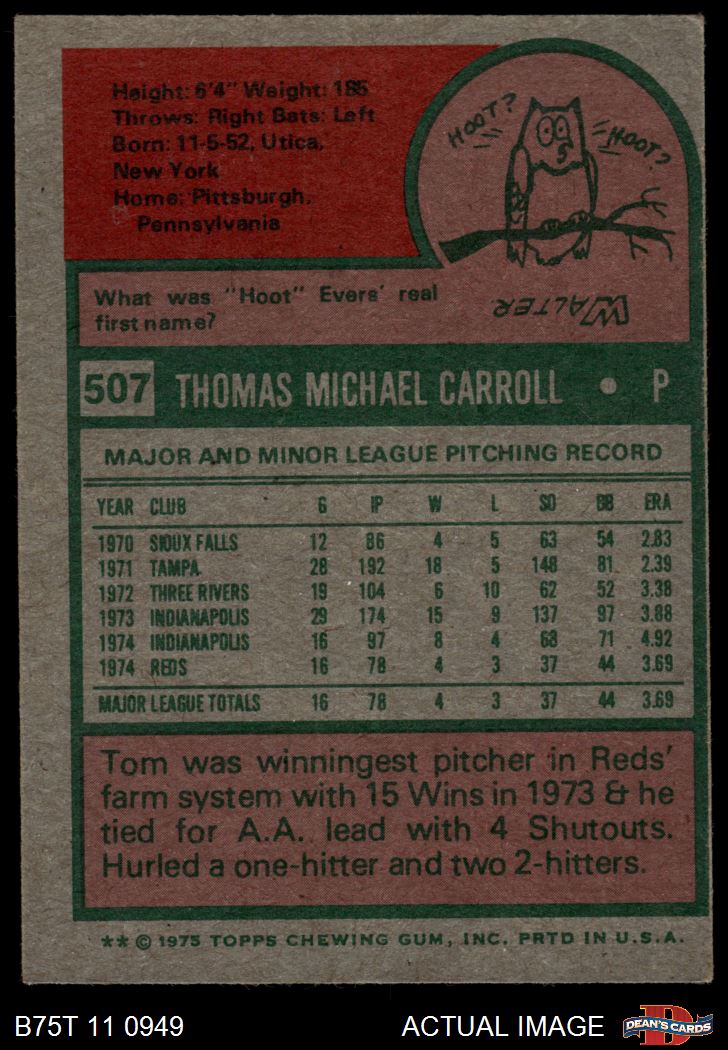 Height: 6'4" Weight: 185
Throws: Right Bats: Left
Born: 11-5-52, Utica,
New York
Home: Pittsburgh,
Pennsylvania
HOOT?
HOOT?
What was "Hoot" Evers' real
first name?
WALTER
507 THOMAS MICHAEL CARROLL • P
MAJOR AND MINOR LEAGUE PITCHING RECORD
YEAR CLUB G IP W L SO BB ERA
1970 SIOUX FALLS 12 86 4 5 63 54 2.83
1971 TAMPA 28 192 18 5 148 81 2.39
1972 THREE RIVERS 19 104 6 10 62 52 3.38
1973 INDIANAPOLIS 29 174 15 9 137 97 3.88
1974 INDIANAPOLIS 16 97 8 4 68 71 4.92
1974 REDS 16 78 4 3 37 44 3.69
MAJOR LEAGUE TOTALS 16 78 4 3 37 44 3.69
Tom was winningest pitcher in Reds'
farm system with 15 Wins in 1973 & he
tied for A.A. lead with 4 Shutouts.
Hurled a one-hitter and two 2-hitters.
** © 1975 TOPPS CHEWING GUM, INC. PRTD IN U.S.A.
B75T 11 0949 ACTUAL IMAGE D DEAN'S CARDS